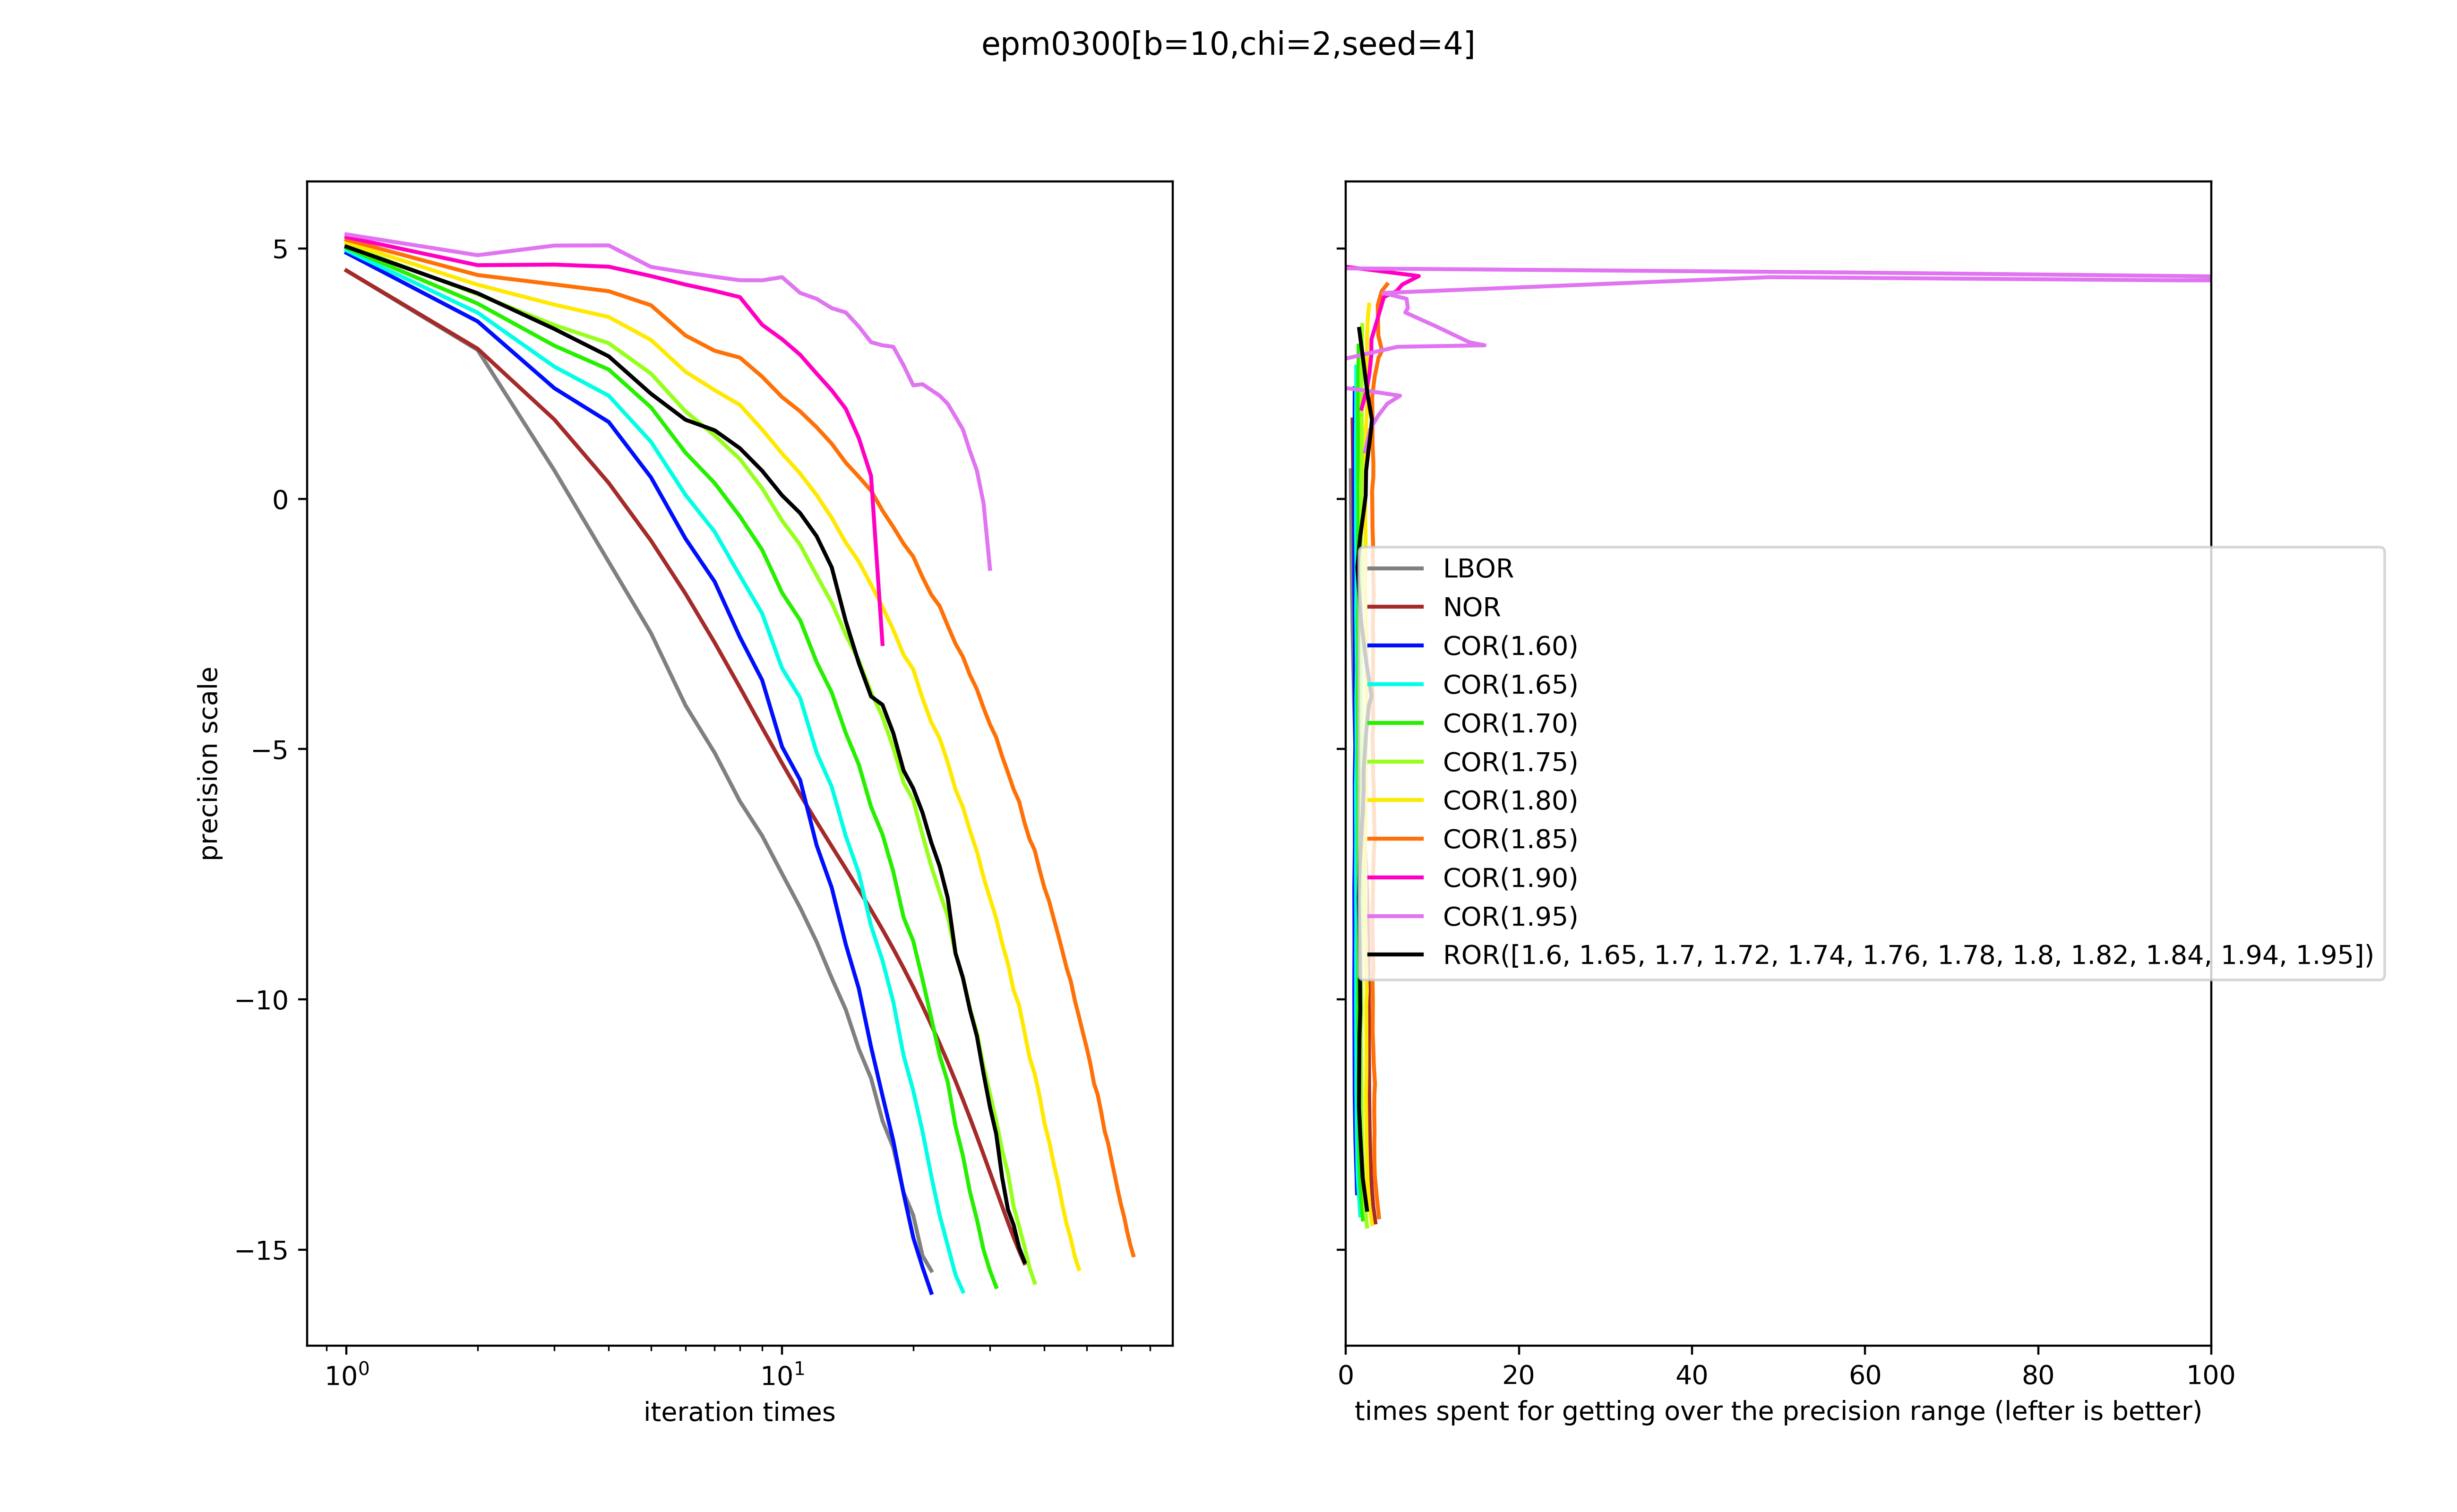 epm0300[b=10,chi=2,seed=4]
precision scale
5
0
−5
−10
−15
10⁰
10¹
iteration times
LBOR
NOR
COR(1.60)
COR(1.65)
COR(1.70)
COR(1.75)
COR(1.80)
COR(1.85)
COR(1.90)
COR(1.95)
ROR([1.6, 1.65, 1.7, 1.72, 1.74, 1.76, 1.78, 1.8, 1.82, 1.84, 1.94, 1.95])
0 20 40 60 80 100
times spent for getting over the precision range (lefter is better)